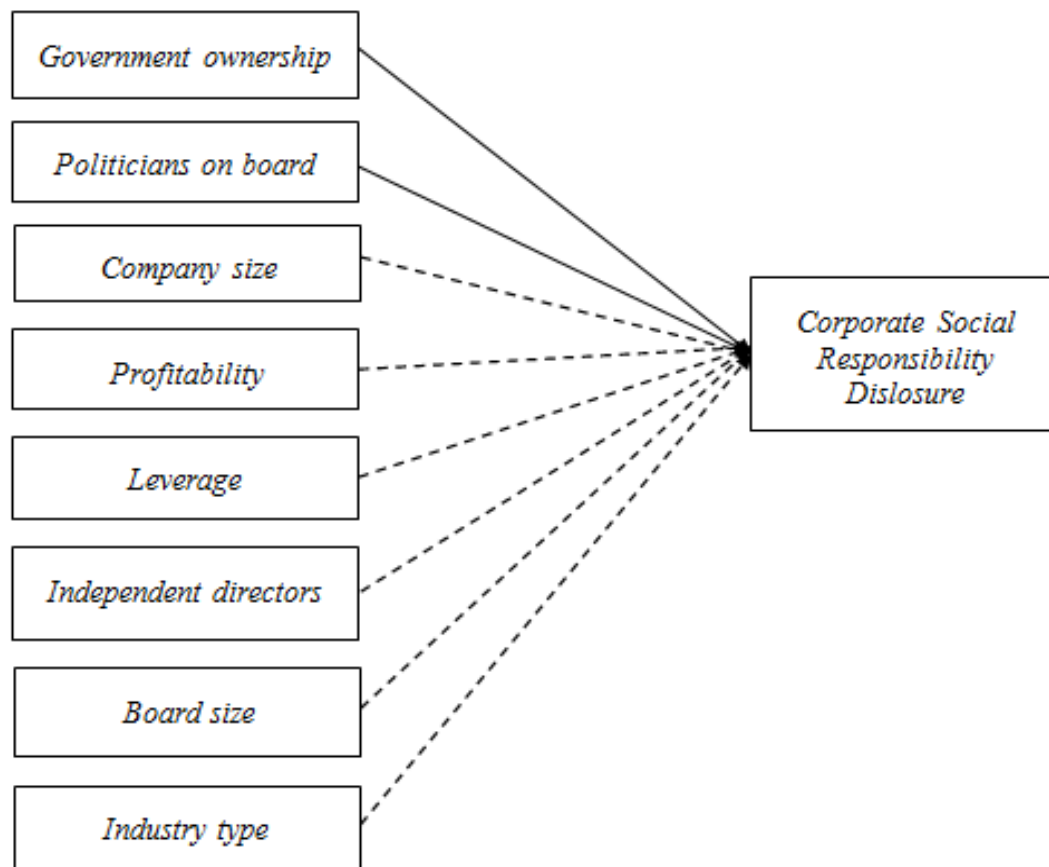 Government ownership
Politicians on board
Company size
Profitability
Leverage
Independent directors
Board size
Industry type
Corporate Social
Responsibility
Dislosure